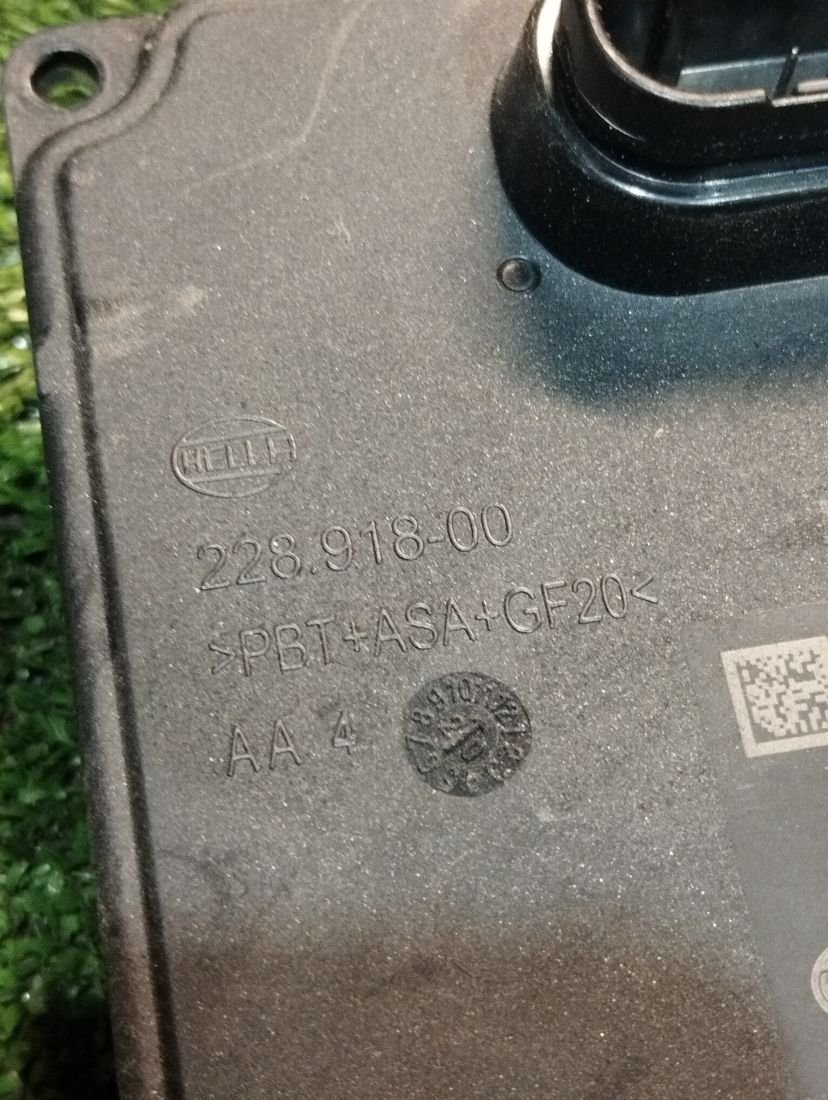 HELLA
228.918-00
>PBT+ASA+GF20<
AA 4